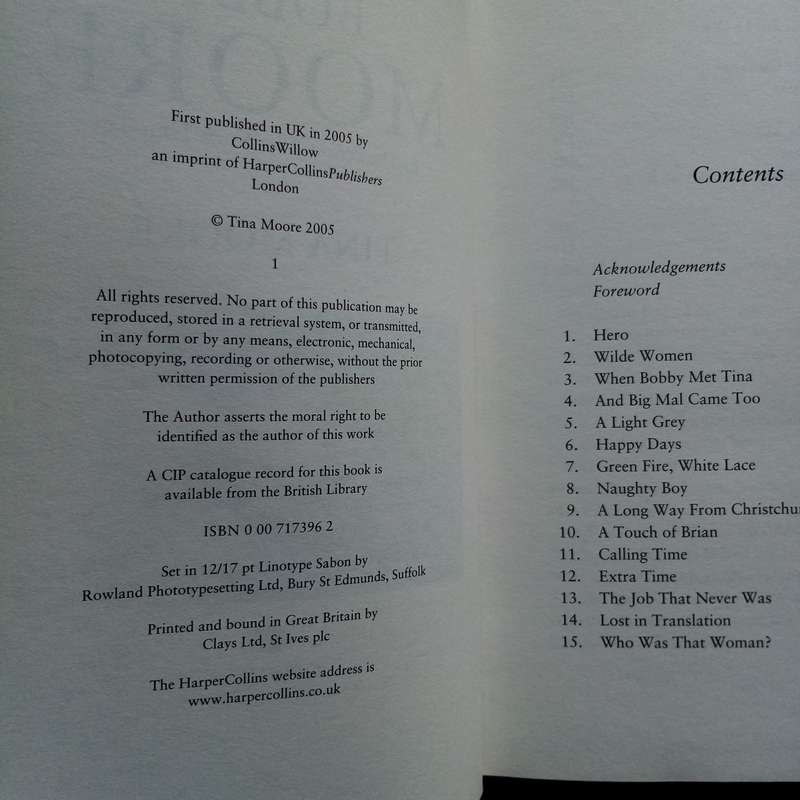 First published in UK in 2005 by
CollinsWillow
an imprint of HarperCollinsPublishers
London
© Tina Moore 2005
1
All rights reserved. No part of this publication may be
reproduced, stored in a retrieval system, or transmitted,
in any form or by any means, electronic, mechanical,
photocopying, recording or otherwise, without the prior
written permission of the publishers
The Author asserts the moral right to be
identified as the author of this work
A CIP catalogue record for this book is
available from the British Library
ISBN 0 00 717396 2
Set in 12/17 pt Linotype Sabon by
Rowland Phototypesetting Ltd, Bury St Edmunds, Suffolk
Printed and bound in Great Britain by
Clays Ltd, St Ives plc
The HarperCollins website address is
www.harpercollins.co.uk
Contents
Acknowledgements
Foreword
1. Hero
2. Wilde Women
3. When Bobby Met Tina
4. And Big Mal Came Too
5. A Light Grey
6. Happy Days
7. Green Fire, White Lace
8. Naughty Boy
9. A Long Way From
10. A Touch of Brian
11. Calling Time
12. Extra Time
13. The Job That Never Was
14. Lost in Translation
15. Who Was That Woman?